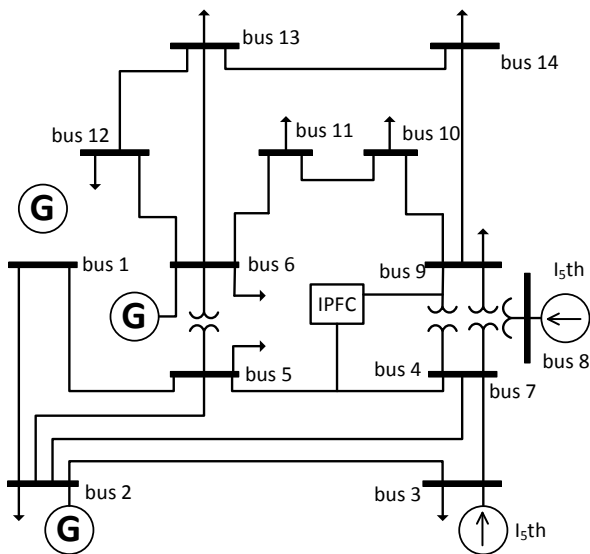 bus 13
bus 14
bus 12
bus 11
bus 10
G
bus 1
bus 6
bus 9
I5th
G
IPFC
bus 8
bus 5
bus 4
bus 7
bus 2
bus 3
G
I5th